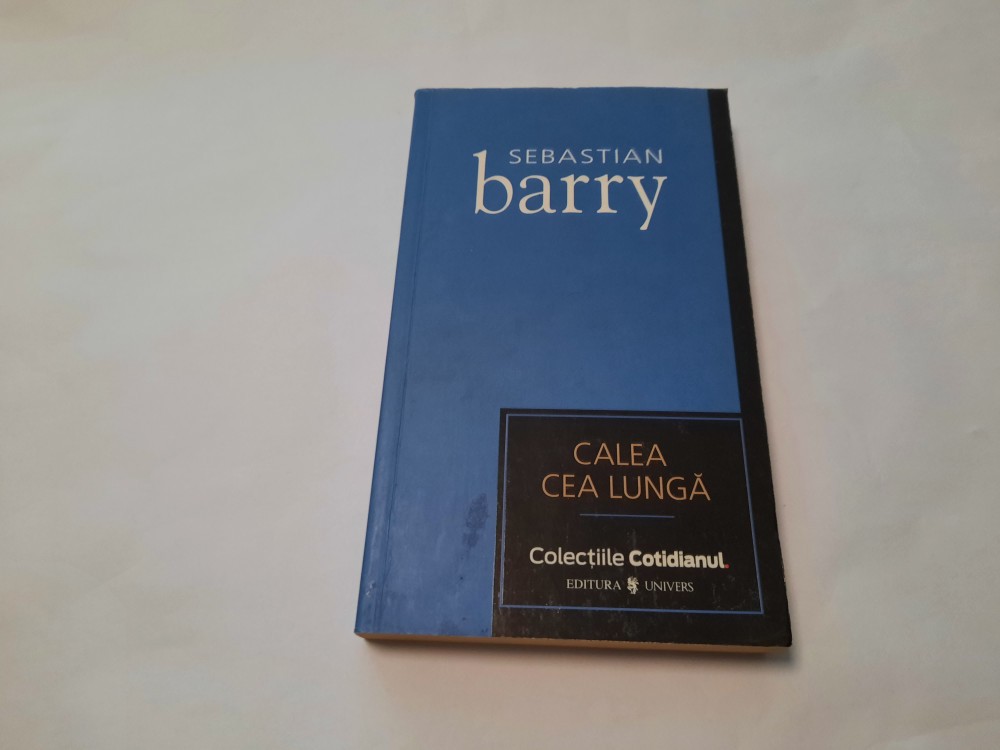 SEBASTIAN
barry
CALEA
CEA LUNGĂ
Colecțiile Cotidianul.
EDITURA UNIVERS